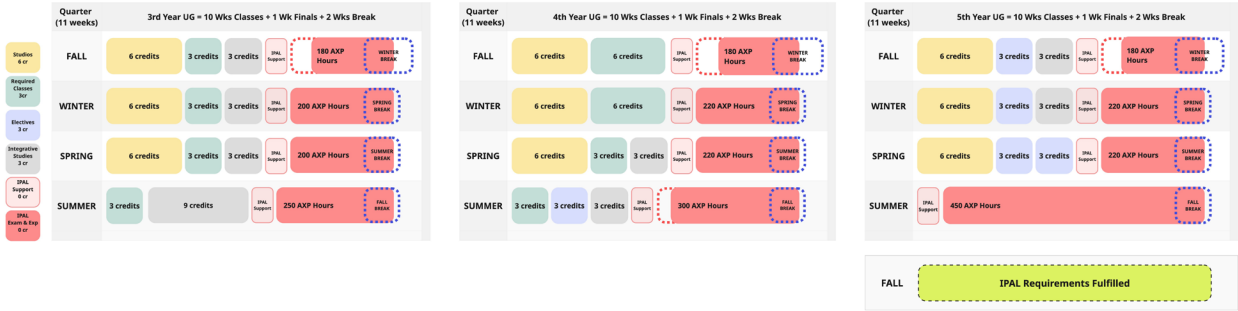 Quarter
(11 weeks)
3rd Year UG = 10 Wks Classes + 1 Wk Finals + 2 Wks Break
Quarter
(11 weeks)
4th Year UG = 10 Wks Classes + 1 Wk Finals + 2 Wks Break
Quarter
(11 weeks)
5th Year UG = 10 Wks Classes + 1 Wk Finals + 2 Wks Break
Studios
6 cr
Required
Classes
3cr
Electives
3 cr
Integrative
Studies
3 cr
IPAL
Support
0 cr
IPAL
Exam & Exp
0 cr
FALL
6 credits
3 credits
3 credits
IPAL
Support
180 AXP
Hours
WINTER
BREAK
WINTER
6 credits
3 credits
3 credits
IPAL
Support
200 AXP Hours
SPRING
BREAK
SPRING
6 credits
3 credits
3 credits
IPAL
Support
200 AXP Hours
SUMMER
BREAK
SUMMER
3 credits
9 credits
IPAL
Support
250 AXP Hours
FALL
BREAK
FALL
6 credits
6 credits
IPAL
Support
180 AXP
Hours
WINTER
BREAK
WINTER
6 credits
6 credits
IPAL
Support
220 AXP Hours
SPRING
BREAK
SPRING
6 credits
3 credits
3 credits
IPAL
Support
220 AXP Hours
SUMMER
BREAK
SUMMER
3 credits
3 credits
3 credits
IPAL
Support
300 AXP Hours
FALL
BREAK
FALL
6 credits
3 credits
3 credits
IPAL
Support
180 AXP
Hours
WINTER
BREAK
WINTER
6 credits
3 credits
3 credits
IPAL
Support
220 AXP Hours
SPRING
BREAK
SPRING
6 credits
3 credits
3 credits
IPAL
Support
220 AXP Hours
SUMMER
BREAK
SUMMER
IPAL
Support
450 AXP Hours
FALL
BREAK
FALL
IPAL Requirements Fulfilled